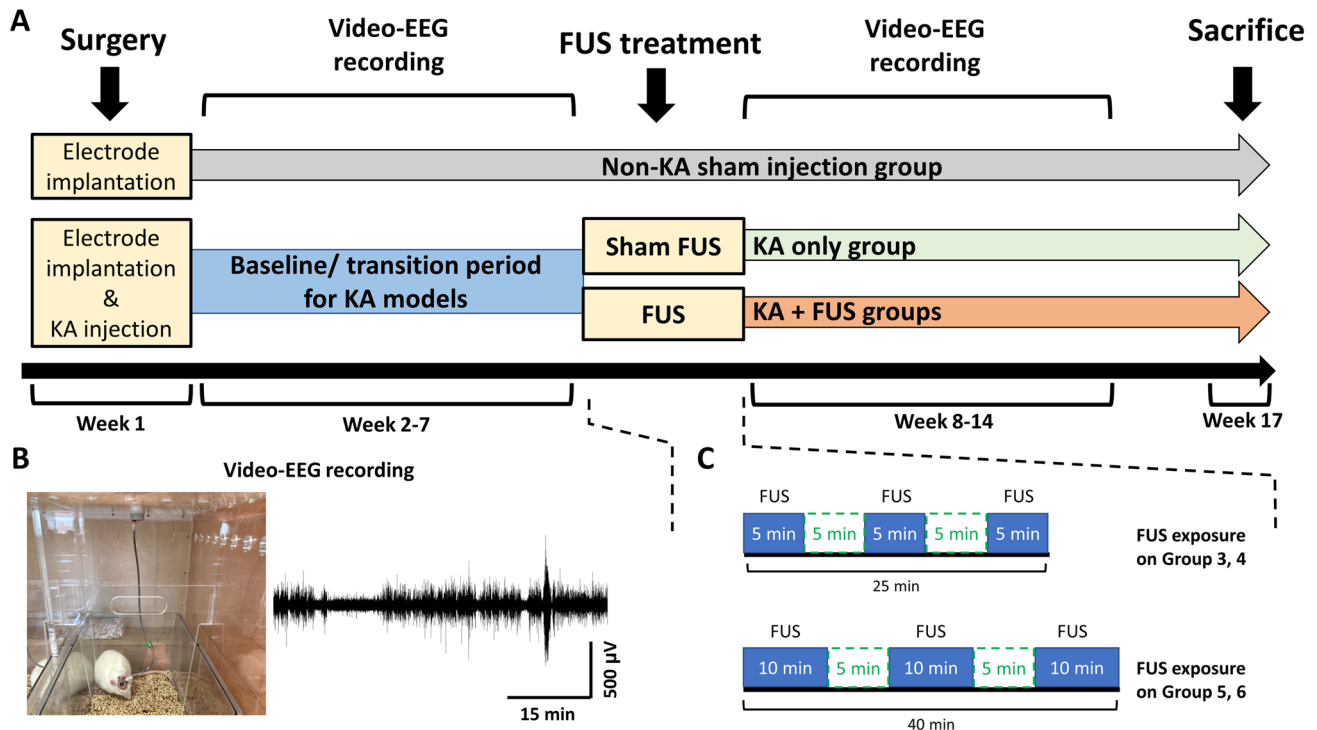 A
Surgery
Video-EEG
recording
FUS treatment
Video-EEG
recording
Sacrifice
Electrode
implantation
Non-KA sham injection group
Electrode
implantation
&
KA injection
Baseline/ transition period
for KA models
Sham FUS
KA only group
FUS
KA + FUS groups
Week 1
Week 2-7
Week 8-14
Week 17
B
Video-EEG recording
500 μV
15 min
C
FUS
FUS
FUS
5 min
5 min
5 min
5 min
5 min
25 min
FUS exposure
on Group 3, 4
FUS
FUS
FUS
10 min
5 min
10 min
5 min
10 min
40 min
FUS exposure
on Group 5, 6